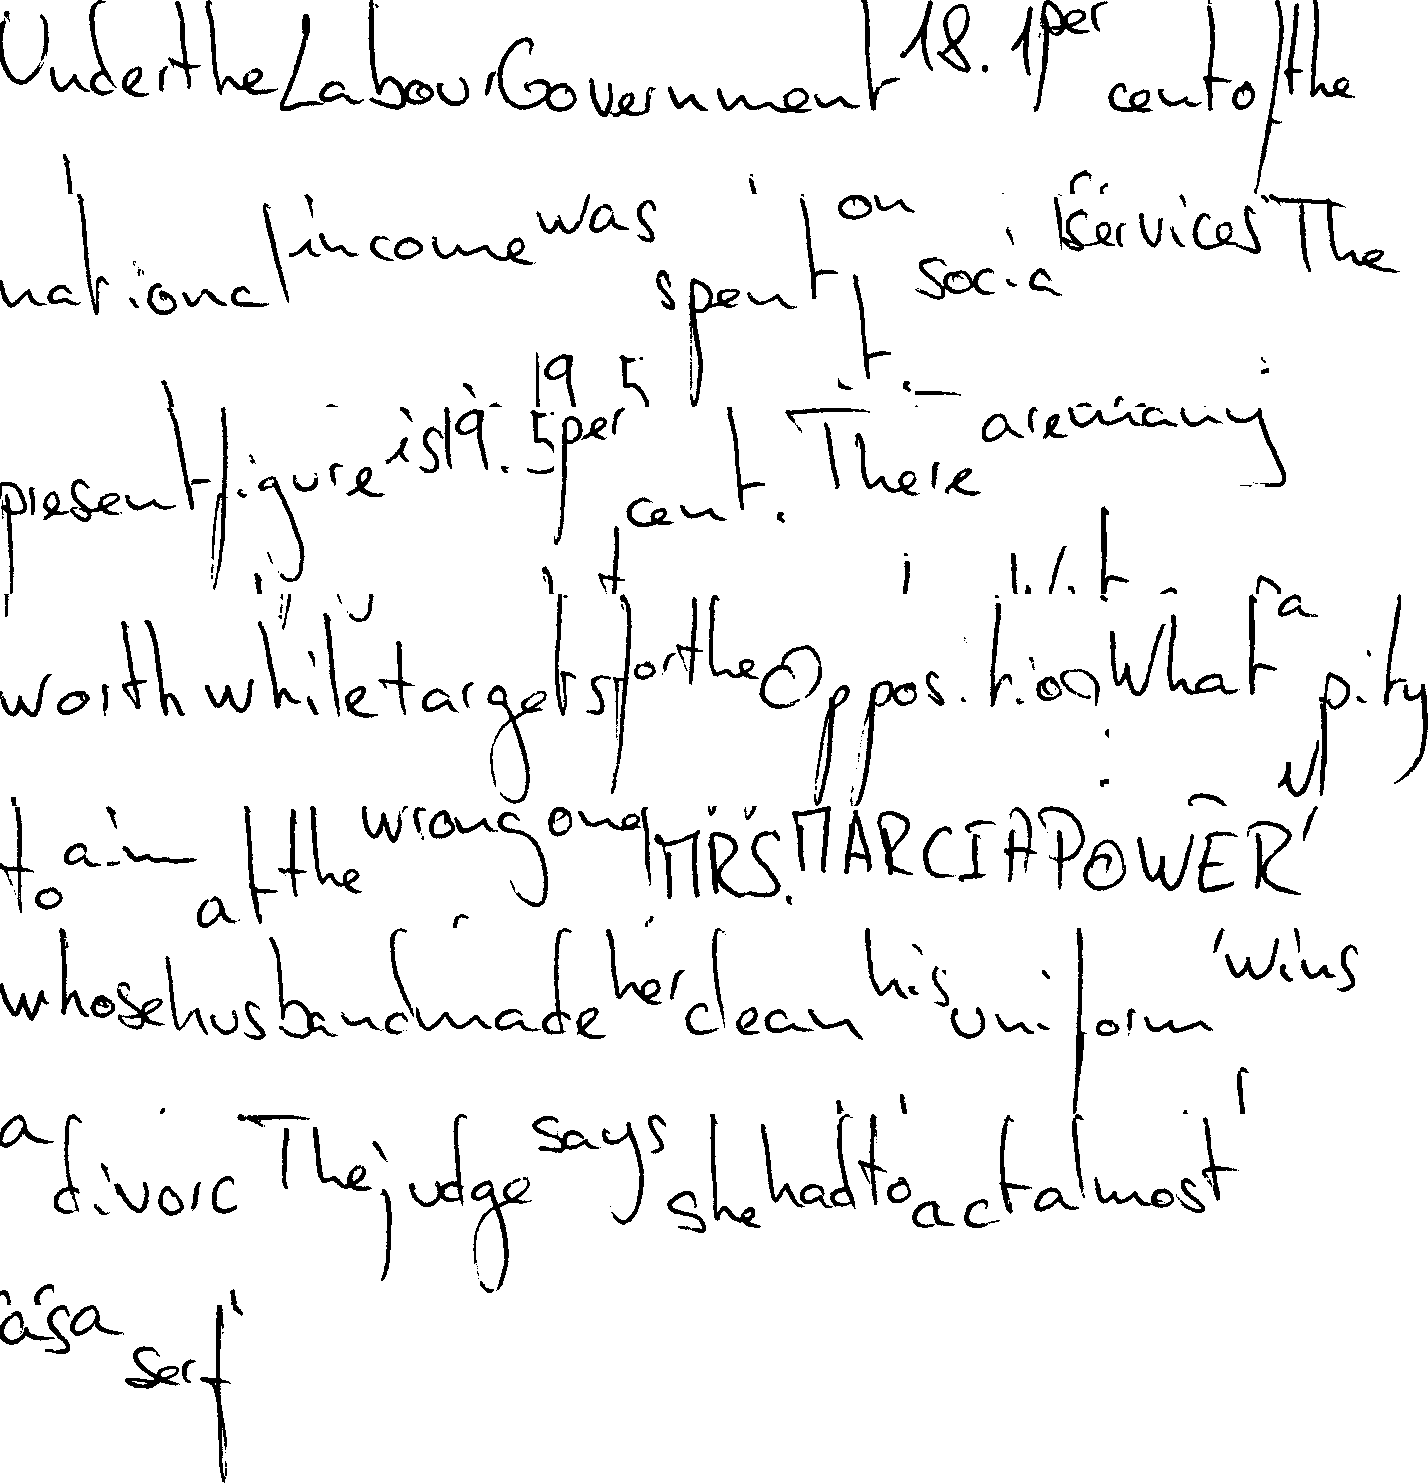 Under the Labour Government 18.1 per cent of the
national income was spent on social services The
present figure is 19.5 per cent. There are many
worthwhile targets for the Opposition What a pity
to aim at the wrong one MRS. MARCIA POWER
whose husband made her clean his uniform wins
a divorc The judge says she had to act almost
as a serf